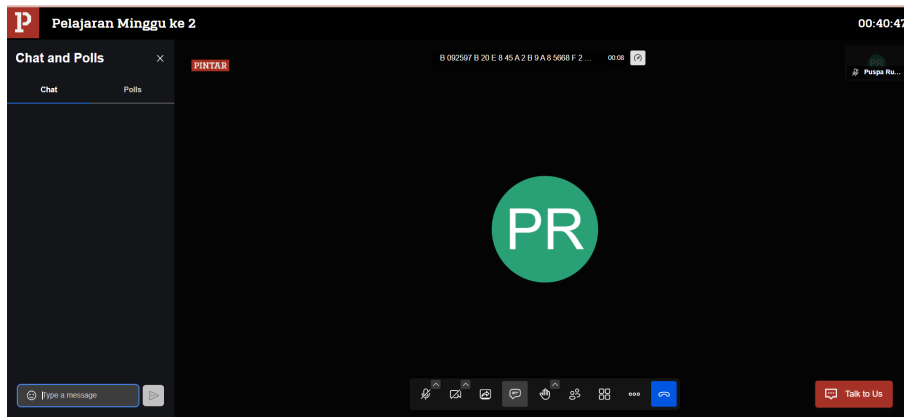 P Pelajaran Minggu ke 2 00:40:47
Chat and Polls
Chat Polls
PINTAR
B 092597 B 20 E 8 45 A 2 B 9 A 8 5668 F 2 ... 00:08
PR
Puspa Ru...
PR
Type a message
Talk to Us